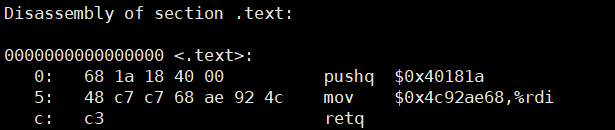 Disassembly of section .text:
0000000000000000 <.text>:
0: 68 1a 18 40 00 pushq $0x40181a
5: 48 c7 c7 68 ae 92 4c mov $0x4c92ae68,%rdi
c: c3 retq